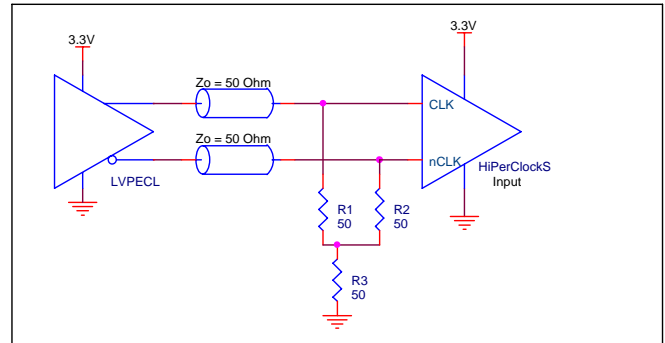 3.3V
3.3V
Zo = 50 Ohm
CLK
Zo = 50 Ohm
nCLK
LVPECL
HiPerClockS
Input
R1
50
R2
50
R3
50